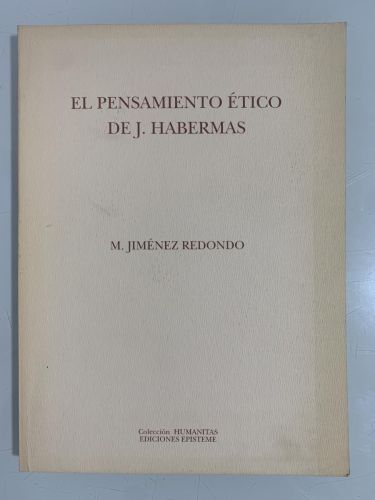 EL PENSAMIENTO ÉTICO
DE J. HABERMAS
M. JIMÉNEZ REDONDO
Colección HUMANITAS
EDICIONES EPISTEME